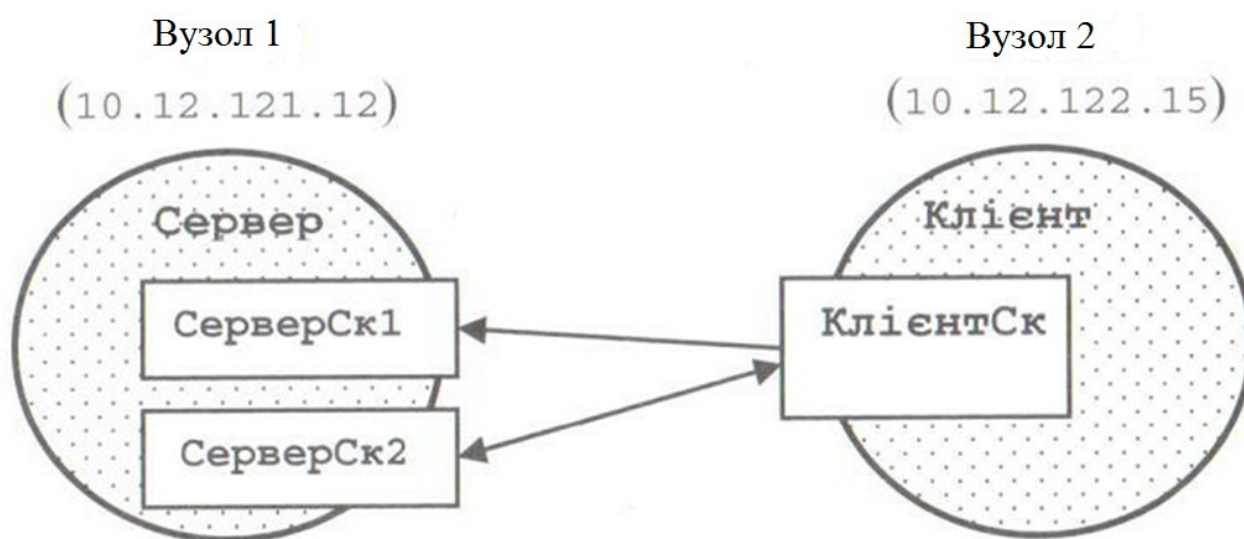 Вузол 1
(10.12.121.12)
Сервер
СерверСк1
СерверСк2
Вузол 2
(10.12.122.15)
Клієнт
КлієнтСк